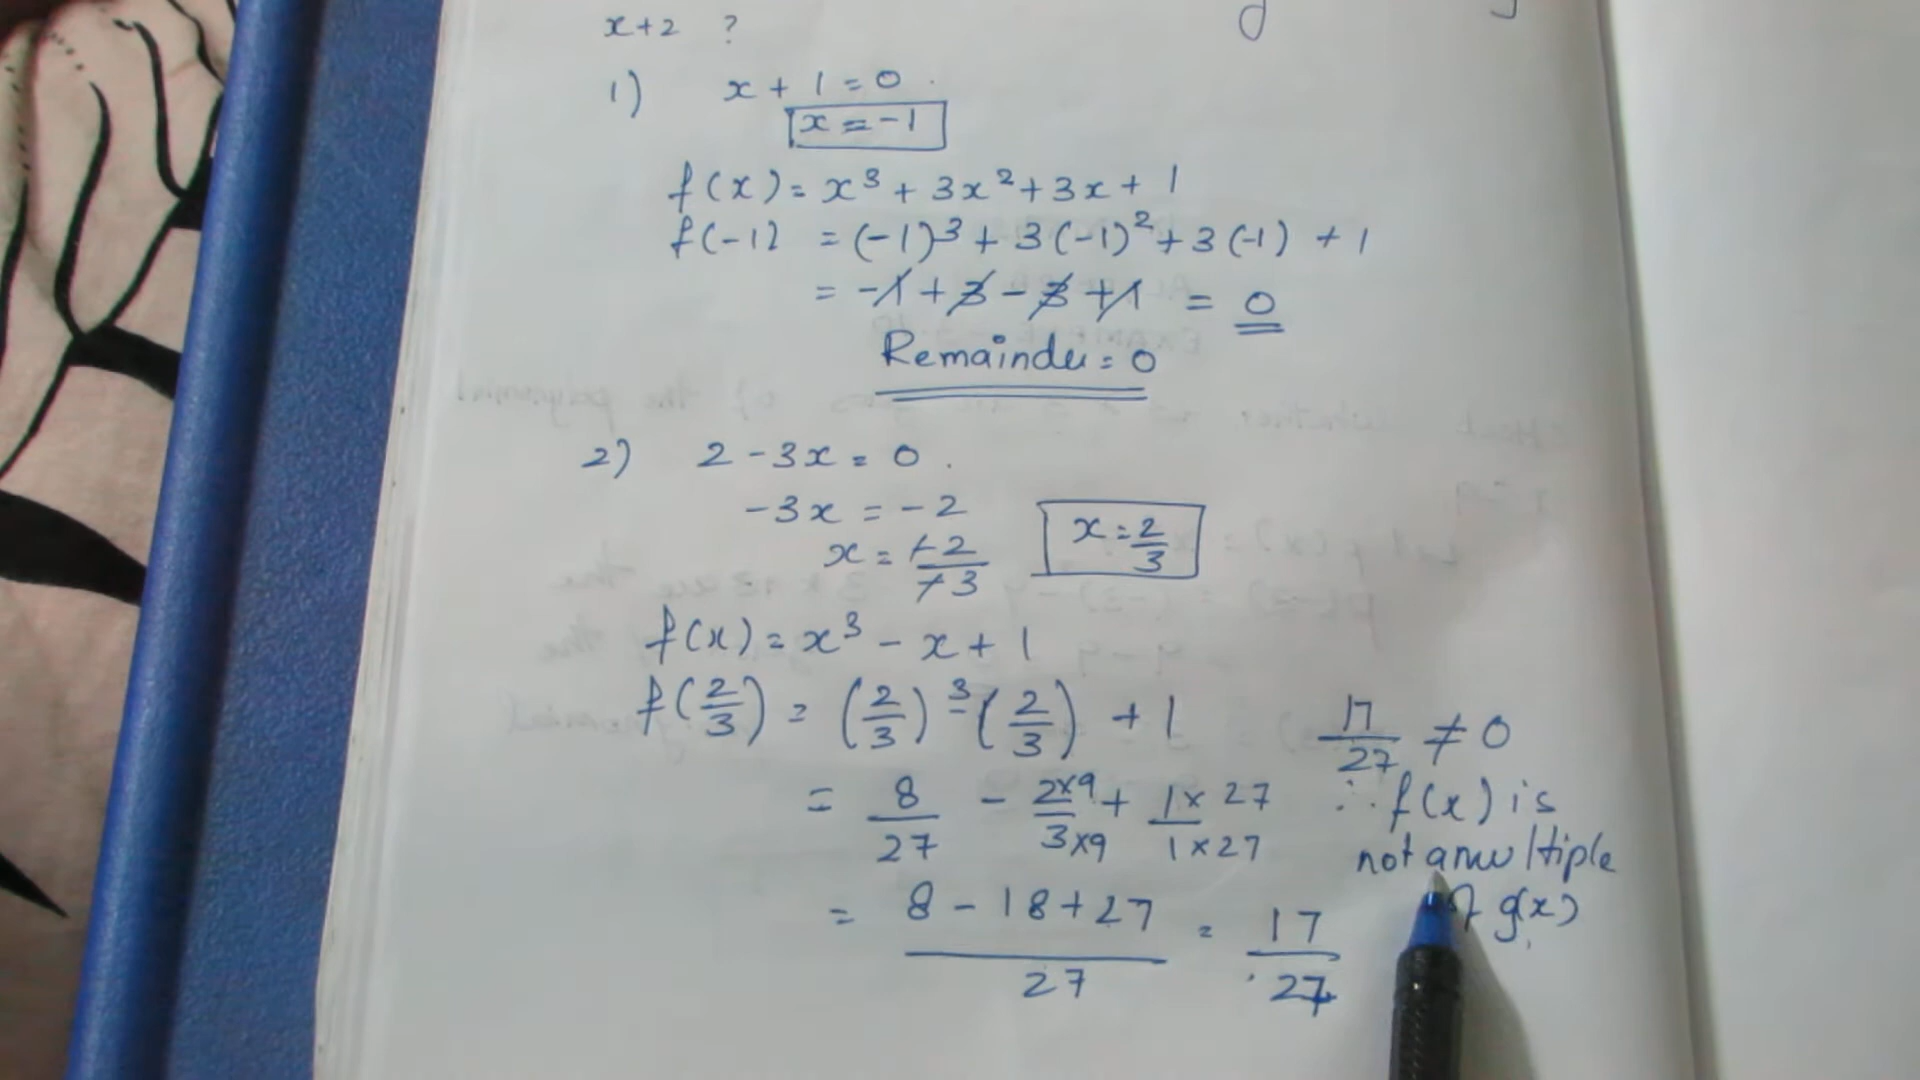 x+2 ?
1) x + 1 = 0 .
x = -1
f(x) = x³ + 3x² + 3x + 1
f(-1) = (-1)³ + 3(-1)² + 3(-1) + 1
= -1 + 3 - 3 + 1 = 0
Remainder = 0
2) 2 - 3x = 0 .
-3x = -2
x = -2/-3 x = 2/3
f(x) = x³ - x + 1
f(2/3) = (2/3)³ - (2/3) + 1
= 8/27 - 2×9/3×9 + 1×27/1×27
= 8 - 18 + 27/27 = 17/27
17/27 ≠ 0
∴ f(x) is
not a multiple
of g(x)